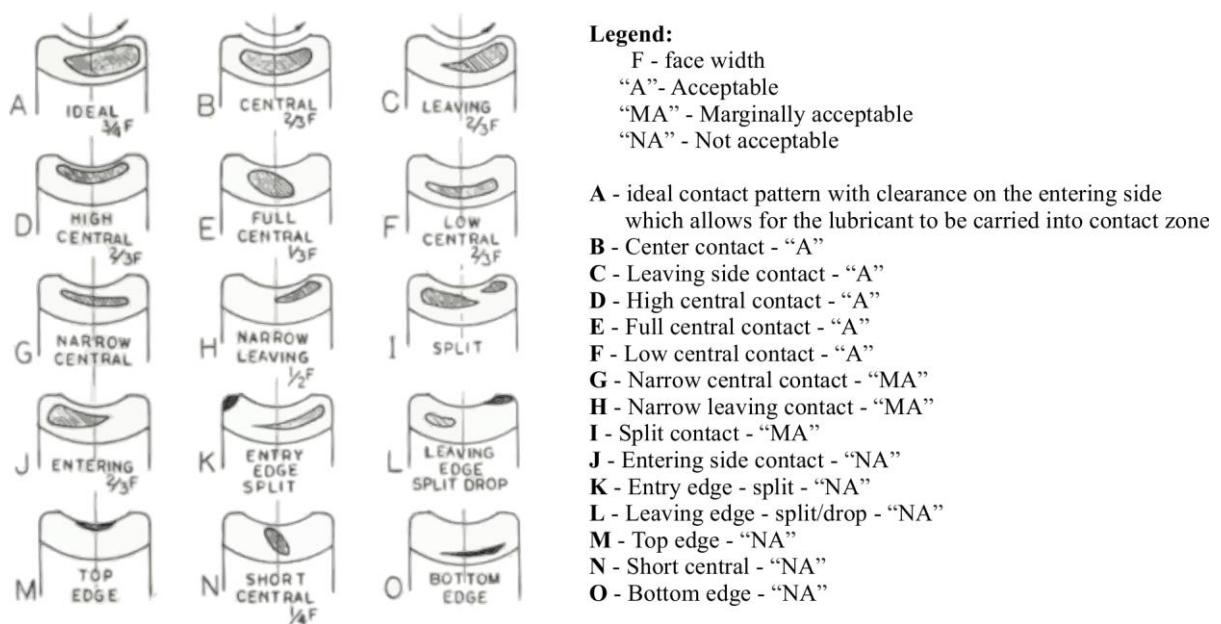 A IDEAL 3/4F
B CENTRAL 2/3F
C LEAVING 2/3F
D HIGH CENTRAL 2/3F
E FULL CENTRAL 1/3F
F LOW CENTRAL 2/3F
G NARROW CENTRAL
H NARROW LEAVING 1/2F
I SPLIT
J ENTERING 2/3F
K ENTRY EDGE SPLIT
L LEAVING EDGE SPLIT DROP
M TOP EDGE
N SHORT CENTRAL 1/4F
O BOTTOM EDGE
Legend:
F - face width
“A”- Acceptable
“MA” - Marginally acceptable
“NA” - Not acceptable
A - ideal contact pattern with clearance on the entering side
which allows for the lubricant to be carried into contact zone
B - Center contact - “A”
C - Leaving side contact - “A”
D - High central contact - “A”
E - Full central contact - “A”
F - Low central contact - “A”
G - Narrow central contact - “MA”
H - Narrow leaving contact - “MA”
I - Split contact - “MA”
J - Entering side contact - “NA”
K - Entry edge - split - “NA”
L - Leaving edge - split/drop - “NA”
M - Top edge - “NA”
N - Short central - “NA”
O - Bottom edge - “NA”